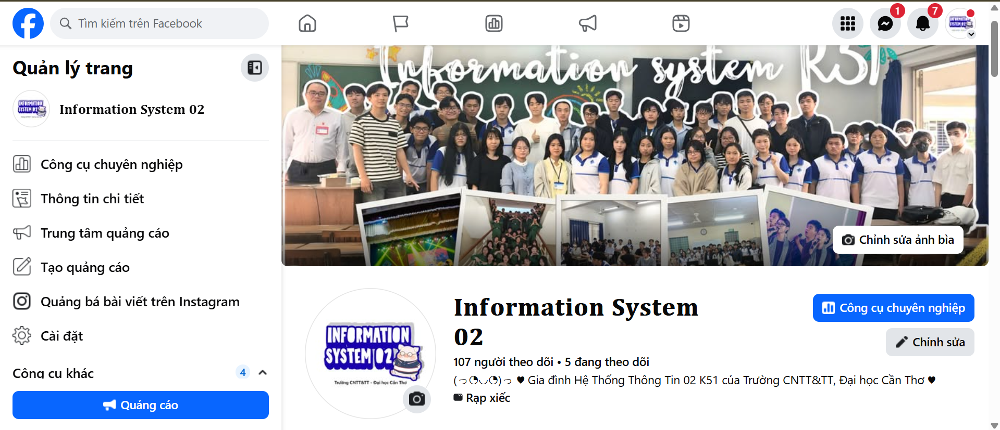 Tìm kiếm trên Facebook
1
7
Quản lý trang
Information System 02
Công cụ chuyên nghiệp
Thông tin chi tiết
Trung tâm quảng cáo
Tạo quảng cáo
Quảng bá bài viết trên Instagram
Cài đặt
Công cụ khác
4
Quảng cáo
Information system K51
Chỉnh sửa ảnh bìa
INFORMATION
SYSTEM 02
Trường CNTT&TT - Đại học Cần Thơ
Information System
02
107 người theo dõi • 5 đang theo dõi
(っ◔◡◔)っ ♥ Gia đình Hệ Thống Thông Tin 02 K51 của Trường CNTT&TT, Đại học Cần Thơ ♥
Rạp xiếc
Công cụ chuyên nghiệp
Chỉnh sửa